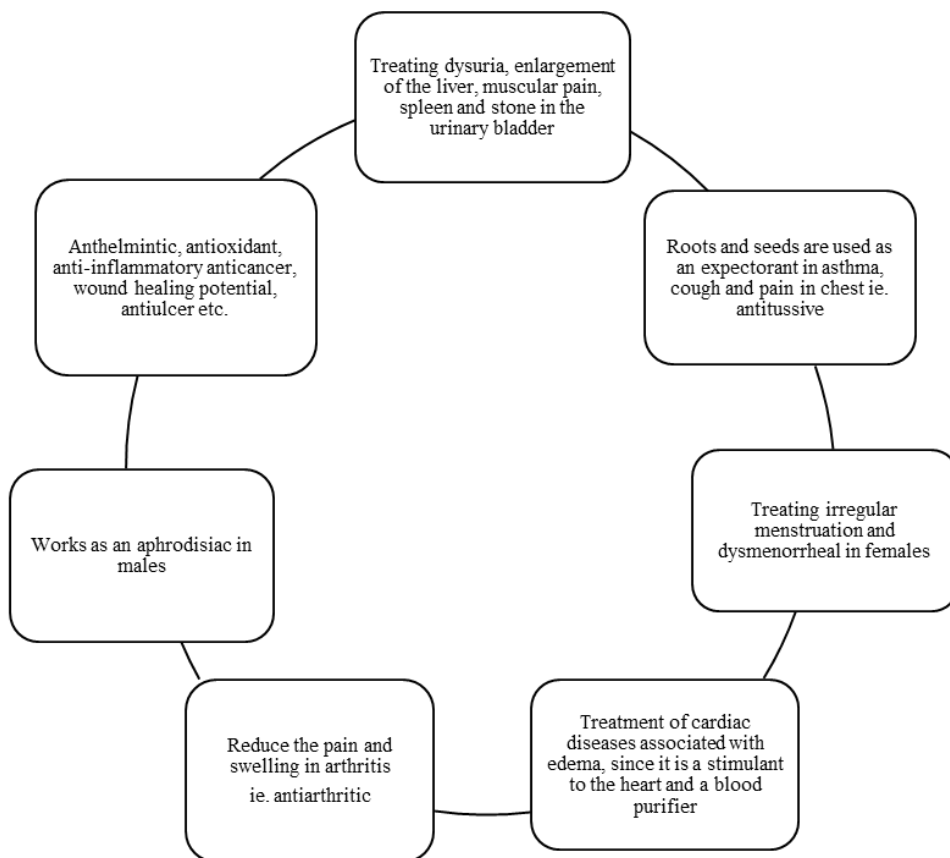 Treating dysuria, enlargement
of the liver, muscular pain,
spleen and stone in the
urinary bladder
Roots and seeds are used as
an expectorant in asthma,
cough and pain in chest ie.
antitussive
Treating irregular
menstruation and
dysmenorrheal in females
Treatment of cardiac
diseases associated with
edema, since it is a stimulant
to the heart and a blood
purifier
Reduce the pain and
swelling in arthritis
ie. antiarthritic
Works as an aphrodisiac in
males
Anthelmintic, antioxidant,
anti-inflammatory anticancer,
wound healing potential,
antiulcer etc.